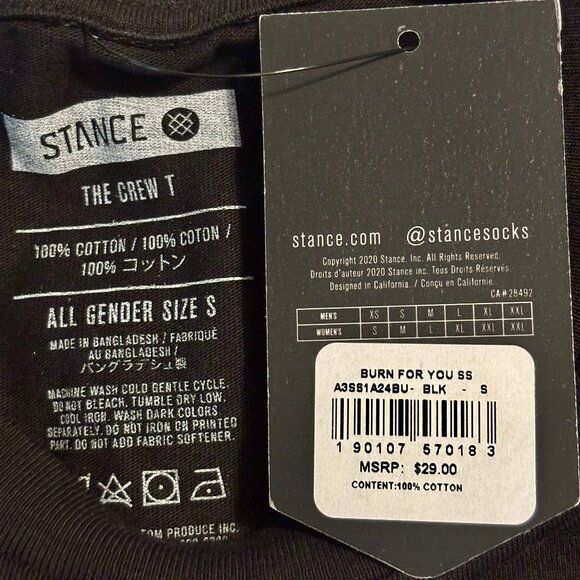 STANCE
THE CREW T
100% COTTON / 100% COTON /
100% コットン
ALL GENDER SIZE S
MADE IN BANGLADESH / FABRIQUÉ
AU BANGLADESH /
バングラデシュ製
MACHINE WASH COLD GENTLE CYCLE.
DO NOT BLEACH. TUMBLE DRY LOW.
COOL IRON. WASH DARK COLORS
SEPARATELY. DO NOT IRON ON PRINTED
PART. DO NOT ADD FABRIC SOFTENER.
TOM PRODUCE INC.
stance.com @stancesocks
Copyright 2020 Stance, Inc. All Rights Reserved.
Droits d'auteur 2020 Stance inc. Tous Droits Réservés
Designed in California. / Conçu en Californie.
CA#28492
MEN'S XS S M L XL XXL
WOMEN'S S M L XL XXL XXL
BURN FOR YOU SS
A3SS1A24BU- BLK - S
1 90107 57018 3
MSRP: $29.00
CONTENT:100% COTTON